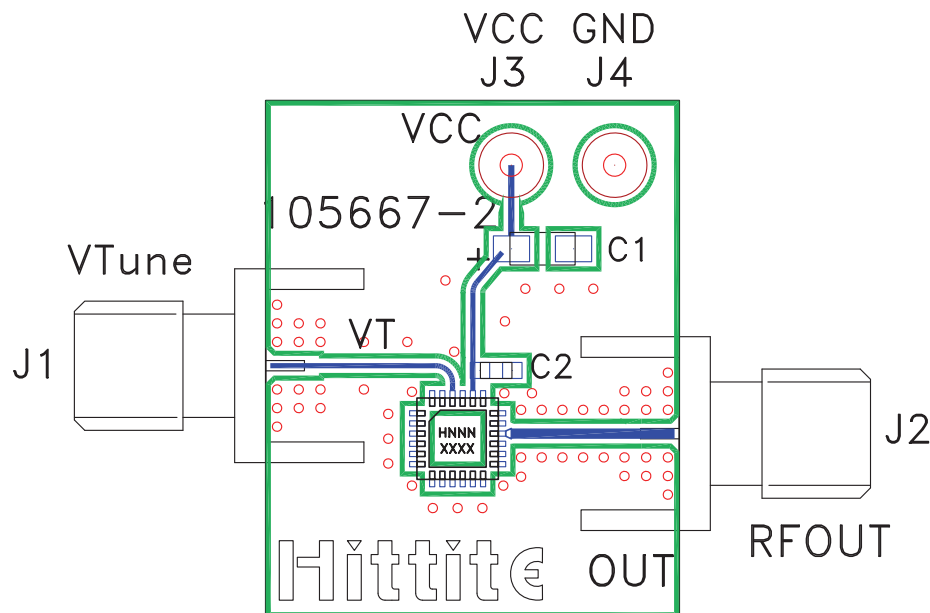 VCC GND
J3 J4
VCC
105667-2
+
C1
VTune
VT
J1
C2
HNNN
XXXX
J2
RFOUT
OUT
Hittite